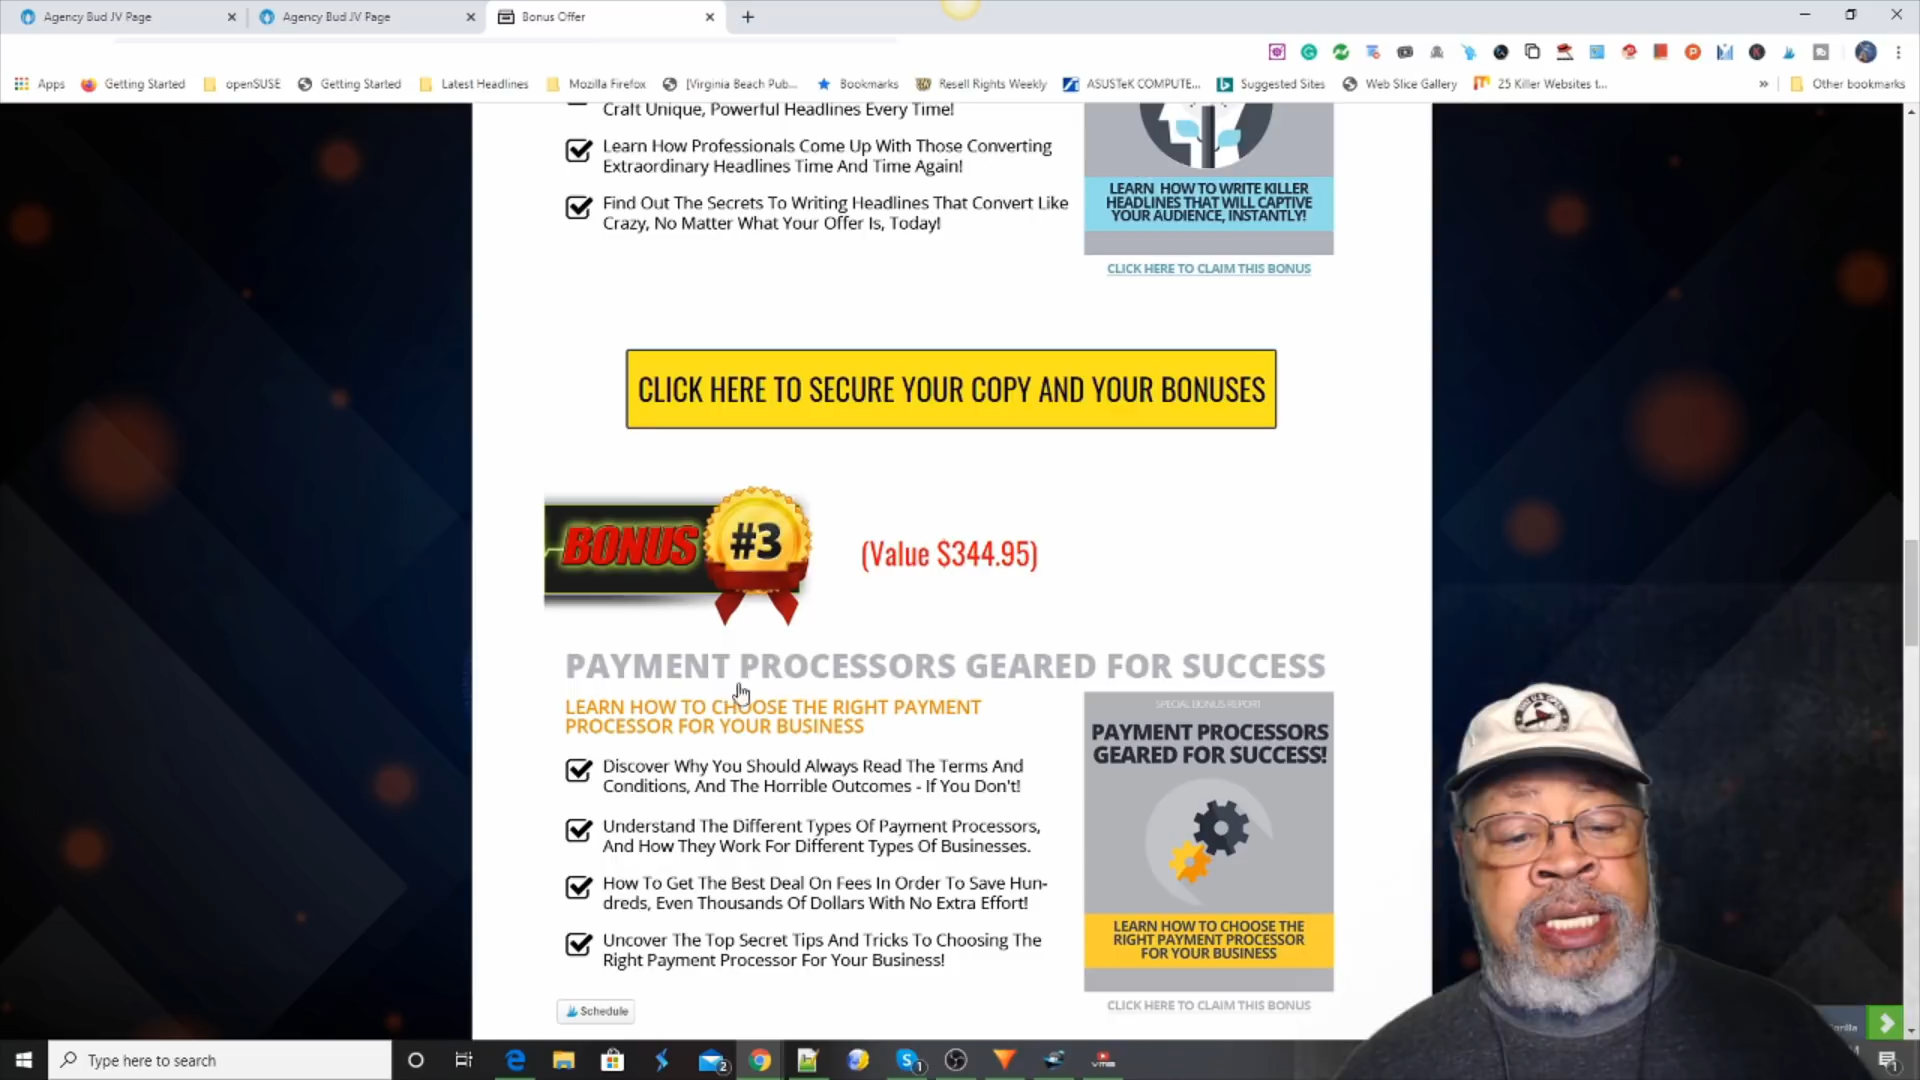 Agency Bud JV Page
Agency Bud JV Page
Bonus Offer
Apps
Getting Started
openSUSE
Getting Started
Latest Headlines
Mozilla Firefox
[Virginia Beach Pub...
Bookmarks
Resell Rights Weekly
ASUSTeK COMPUTE...
Suggested Sites
Web Slice Gallery
25 Killer Websites t...
Other bookmarks
Craft Unique, Powerful Headlines Every Time!
Learn How Professionals Come Up With Those Converting
Extraordinary Headlines Time And Time Again!
Find Out The Secrets To Writing Headlines That Convert Like
Crazy, No Matter What Your Offer Is, Today!
LEARN HOW TO WRITE KILLER
HEADLINES THAT WILL CAPTIVE
YOUR AUDIENCE, INSTANTLY!
CLICK HERE TO CLAIM THIS BONUS
CLICK HERE TO SECURE YOUR COPY AND YOUR BONUSES
BONUS #3
(Value $344.95)
PAYMENT PROCESSORS GEARED FOR SUCCESS
LEARN HOW TO CHOOSE THE RIGHT PAYMENT
PROCESSOR FOR YOUR BUSINESS
Discover Why You Should Always Read The Terms And
Conditions, And The Horrible Outcomes - If You Don't!
Understand The Different Types Of Payment Processors,
And How They Work For Different Types Of Businesses.
How To Get The Best Deal On Fees In Order To Save Hun-
dreds, Even Thousands Of Dollars With No Extra Effort!
Uncover The Top Secret Tips And Tricks To Choosing The
Right Payment Processor For Your Business!
SPECIAL BONUS REPORT
PAYMENT PROCESSORS
GEARED FOR SUCCESS!
LEARN HOW TO CHOOSE THE
RIGHT PAYMENT PROCESSOR
FOR YOUR BUSINESS
CLICK HERE TO CLAIM THIS BONUS
Schedule
Type here to search